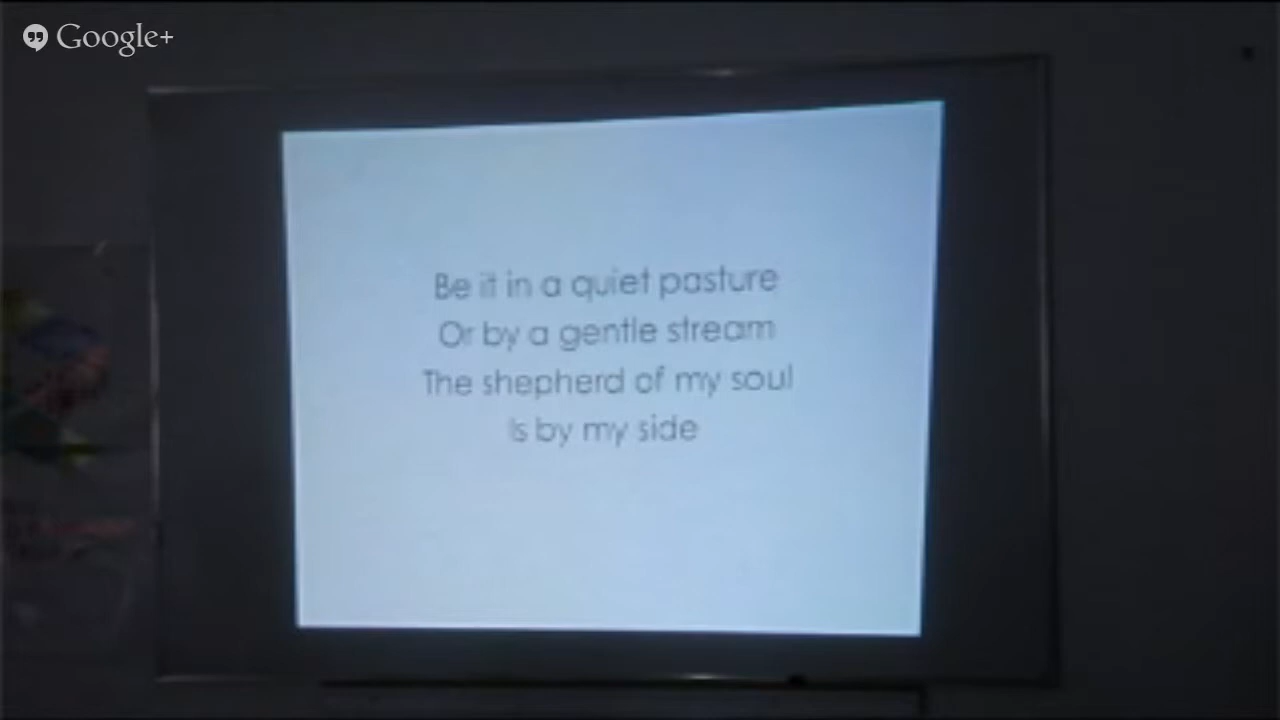 Google+
Be it in a quiet pasture
Or by a gentle stream
The shepherd of my soul
Is by my side